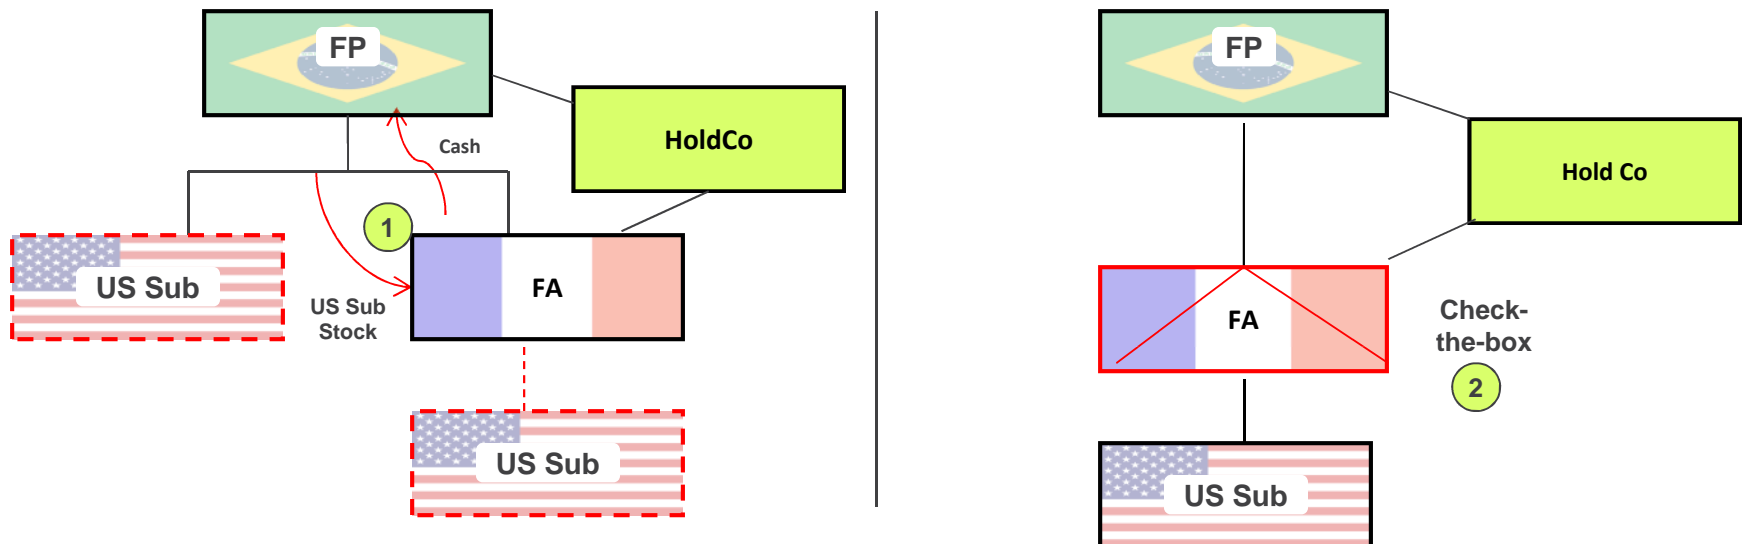 FP
Cash
HoldCo
1
US Sub
US Sub
Stock
FA
US Sub
FP
Hold Co
FA
Check-
the-box
2
US Sub